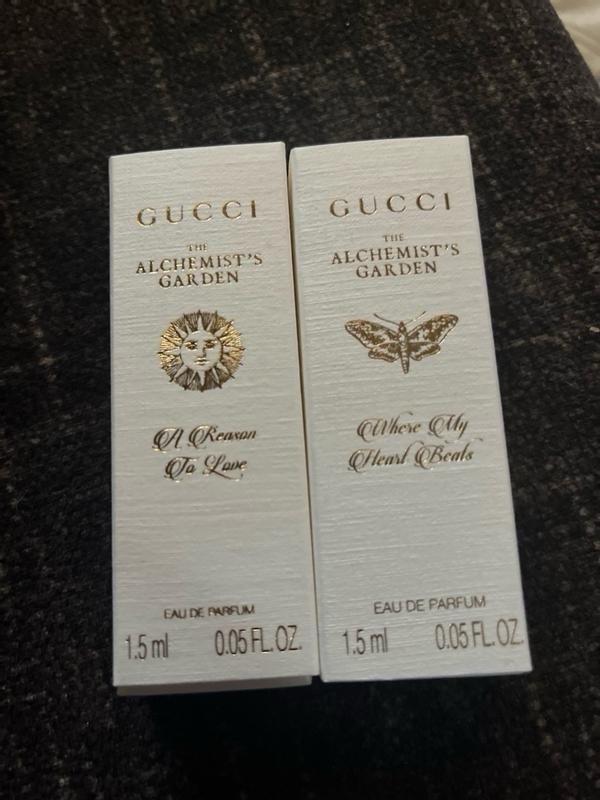 GUCCI
THE
ALCHEMIST'S
GARDEN
A Reason
To Love
EAU DE PARFUM
1.5 ml 0.05 FL.OZ.
GUCCI
THE
ALCHEMIST'S
GARDEN
Where My
Heart Beats
EAU DE PARFUM
1.5 ml 0.05 FL.OZ.